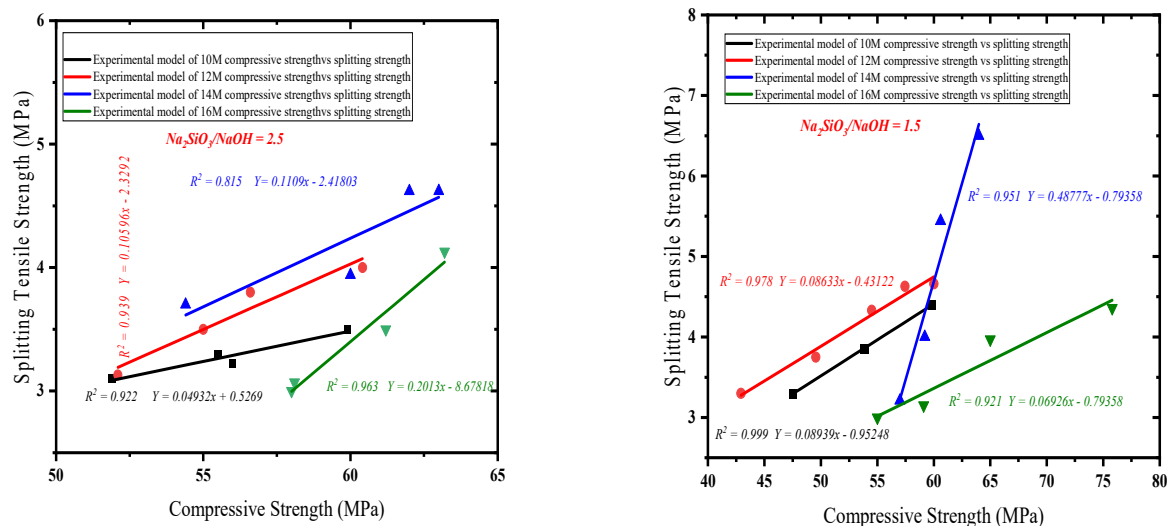 6
5
4
3
50
55
60
65
Splitting Tensile Strength (MPa)
Compressive Strength (MPa)
Experimental model of 10M compressive strengthvs splitting strength
Experimental model of 12M compressive strengthvs splitting strength
Experimental model of 14M compressive strengthvs splitting strength
Experimental model of 16M compressive strengthvs splitting strength
Na₂SiO₃/NaOH = 2.5
R² = 0.815 Y= 0.1109x - 2.41803
R² = 0.939 Y = 0.10596x - 2.3292
R² = 0.922 Y = 0.04932x + 0.5269
R² = 0.963 Y = 0.2013x - 8.67818
8
7
6
5
4
3
40
45
50
55
60
65
70
75
80
Splitting Tensile Strength (MPa)
Compressive Strength (MPa)
Experimental model of 10M compressive strength vs splitting strength
Experimental model of 12M compressive strength vs splitting strength
Experimental model of 14M compressive strength vs splitting strength
Experimental model of 16M compressive strength vs splitting strength
Na₂SiO₃/NaOH = 1.5
R² = 0.951 Y = 0.48777x - 0.79358
R² = 0.978 Y = 0.08633x - 0.43122
R² = 0.921 Y = 0.06926x - 0.79358
R² = 0.999 Y = 0.08939x - 0.95248